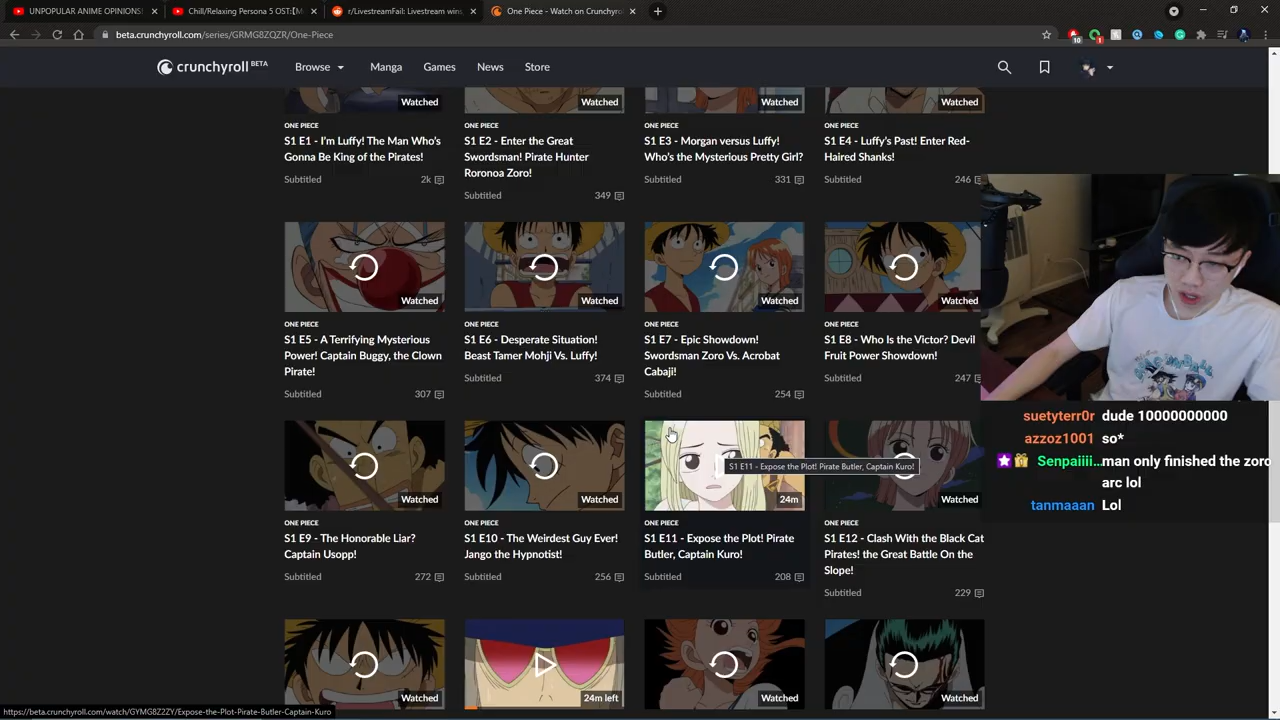 UNPOPULAR ANIME OPINIONS!
Chill/Relaxing Persona 5 OST:【M
r/LivestreamFail: Livestream win
One Piece - Watch on Crunchyro
beta.crunchyroll.com/series/GRMG8ZQZR/One-Piece
10
1
crunchyroll BETA
Browse
Manga
Games
News
Store
Watched
Watched
Watched
Watched
ONE PIECE
S1 E1 - I'm Luffy! The Man Who's
Gonna Be King of the Pirates!
Subtitled
2k
ONE PIECE
S1 E2 - Enter the Great
Swordsman! Pirate Hunter
Roronoa Zoro!
Subtitled
349
ONE PIECE
S1 E3 - Morgan versus Luffy!
Who's the Mysterious Pretty Girl?
Subtitled
331
ONE PIECE
S1 E4 - Luffy's Past! Enter Red-
Haired Shanks!
Subtitled
246
Watched
Watched
Watched
Watched
ONE PIECE
S1 E5 - A Terrifying Mysterious
Power! Captain Buggy, the Clown
Pirate!
Subtitled
307
ONE PIECE
S1 E6 - Desperate Situation!
Beast Tamer Mohji Vs. Luffy!
Subtitled
374
ONE PIECE
S1 E7 - Epic Showdown!
Swordsman Zoro Vs. Acrobat
Cabaji!
Subtitled
254
ONE PIECE
S1 E8 - Who Is the Victor? Devil
Fruit Power Showdown!
Subtitled
247
suetyterr0r dude 10000000000
azzoz1001 so*
Senpaiiii... man only finished the zoro
arc lol
tanmaaan Lol
S1 E11 - Expose the Plot! Pirate Butler, Captain Kuro!
Watched
Watched
24m
Watched
ONE PIECE
S1 E9 - The Honorable Liar?
Captain Usopp!
Subtitled
272
ONE PIECE
S1 E10 - The Weirdest Guy Ever!
Jango the Hypnotist!
Subtitled
256
ONE PIECE
S1 E11 - Expose the Plot! Pirate
Butler, Captain Kuro!
Subtitled
208
ONE PIECE
S1 E12 - Clash With the Black Cat
Pirates! the Great Battle On the
Slope!
Subtitled
229
Watched
24m left
Watched
Watched
https://beta.crunchyroll.com/watch/GYMG8Z2ZY/Expose-the-Plot-Pirate-Butler-Captain-Kuro